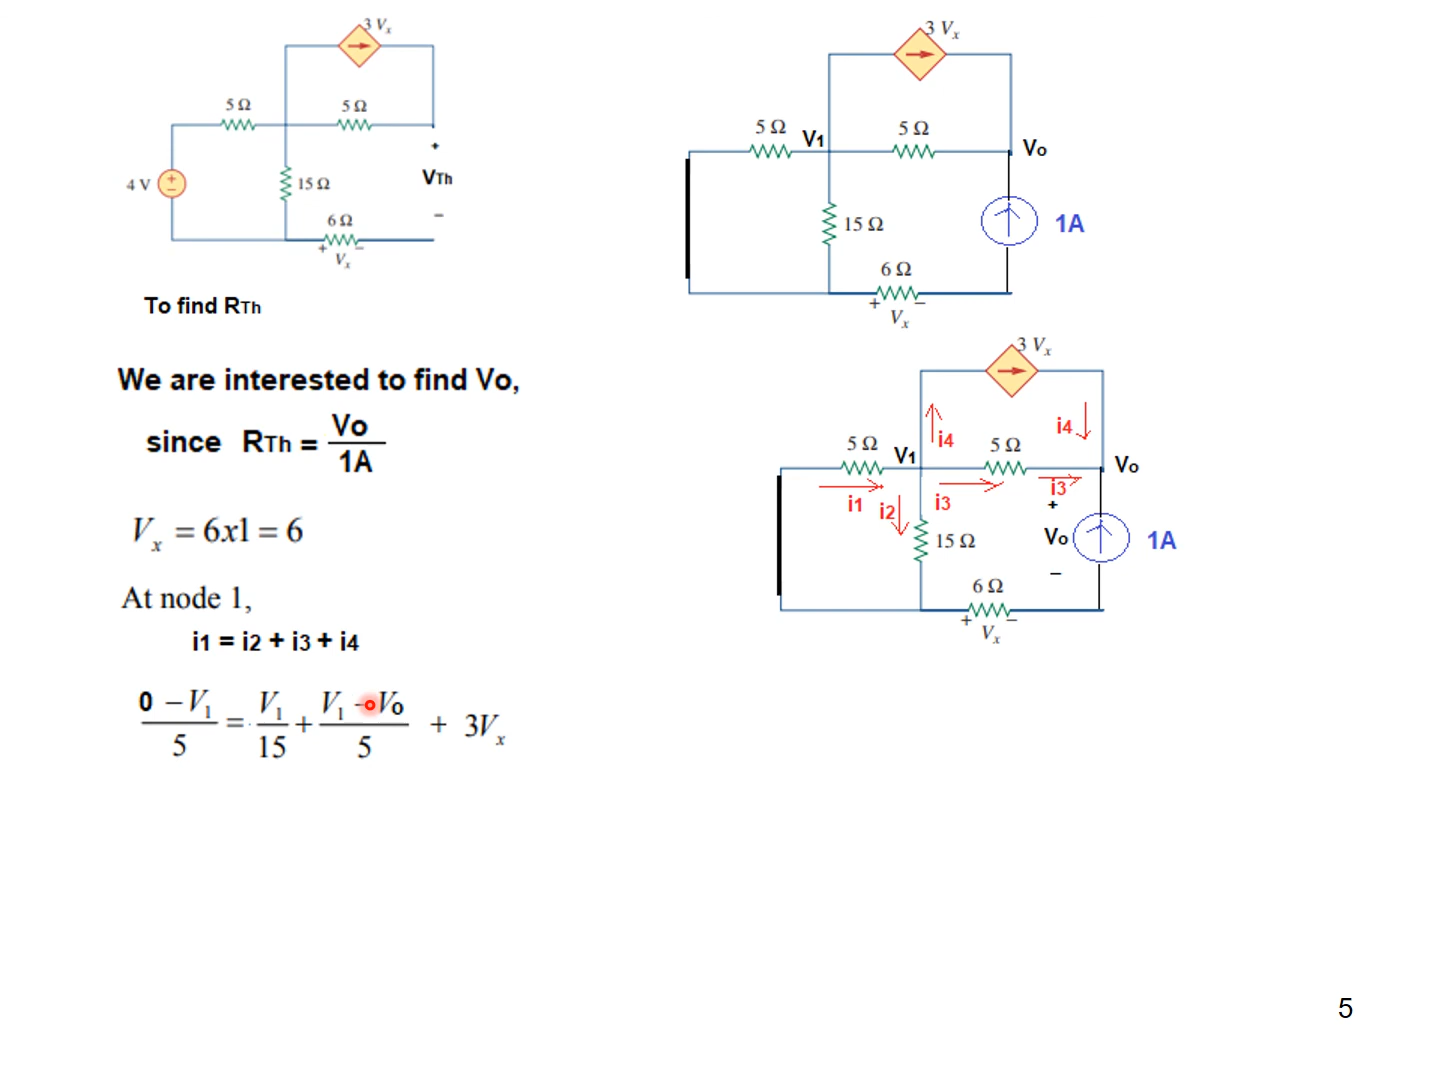 3 Vx
5 Ω
5 Ω
+
4 V
+
−
15 Ω
VTh
6 Ω
−
+
−
Vx
To find RTh
We are interested to find Vo,
since RTh = Vo / 1A
Vx = 6x1 = 6
At node 1,
i1 = i2 + i3 + i4
0 − V1 / 5 = V1 / 15 + V1 − Vo / 5 + 3Vx
3 Vx
5 Ω
V1
5 Ω
Vo
15 Ω
1A
6 Ω
+
−
Vx
3 Vx
i4
i4
5 Ω
V1
5 Ω
Vo
i1
i2
i3
i3
+
15 Ω
Vo
1A
−
6 Ω
+
−
Vx
5